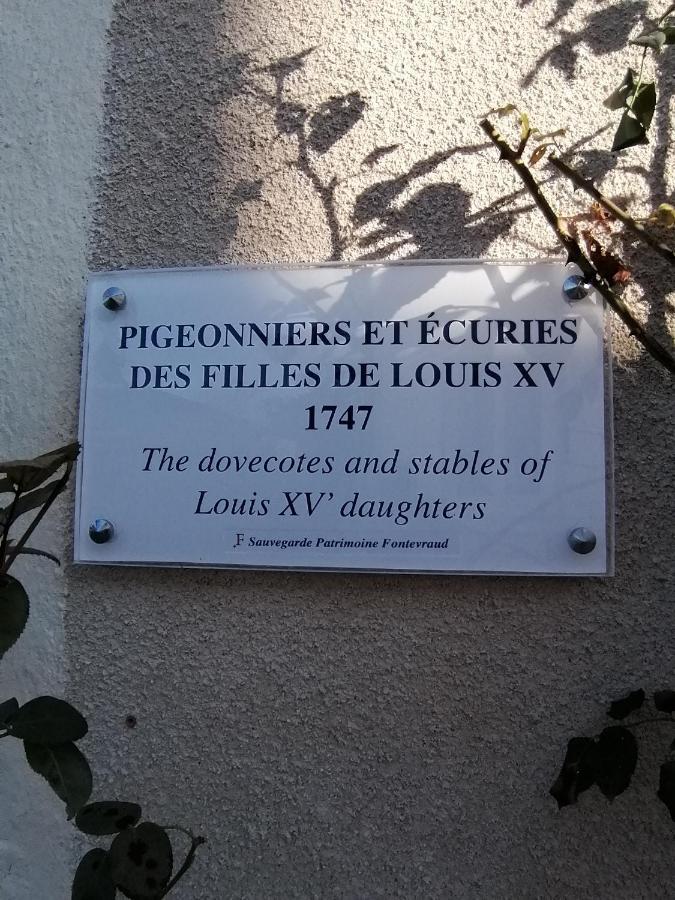 PIGEONNIERS ET ÉCURIES
DES FILLES DE LOUIS XV
1747
The dovecotes and stables of
Louis XV' daughters
F Sauvegarde Patrimoine Fontevraud